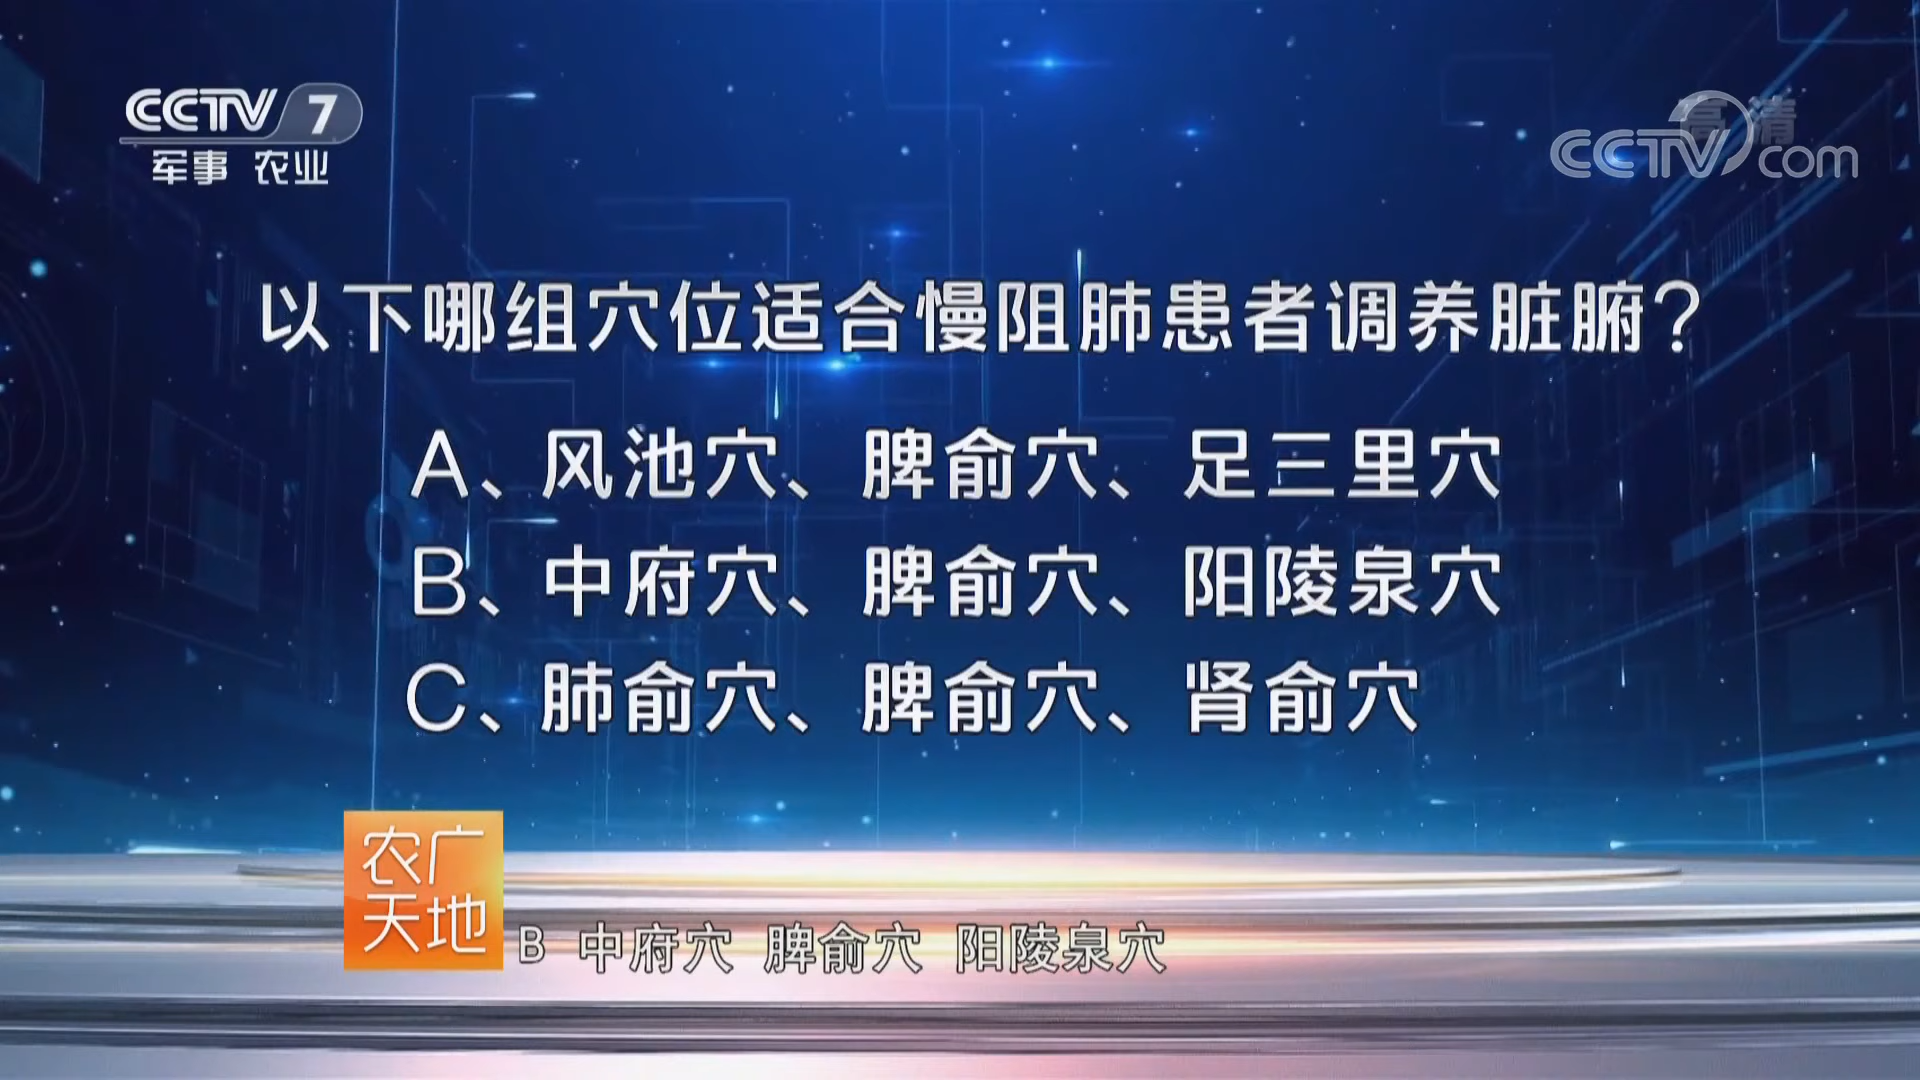 CCTV 7
军事 农业
高清
CCTV.com
以下哪组穴位适合慢阻肺患者调养脏腑?
A、风池穴、脾俞穴、足三里穴
B、中府穴、脾俞穴、阳陵泉穴
C、肺俞穴、脾俞穴、肾俞穴
农广
天地
B 中府穴 脾俞穴 阳陵泉穴